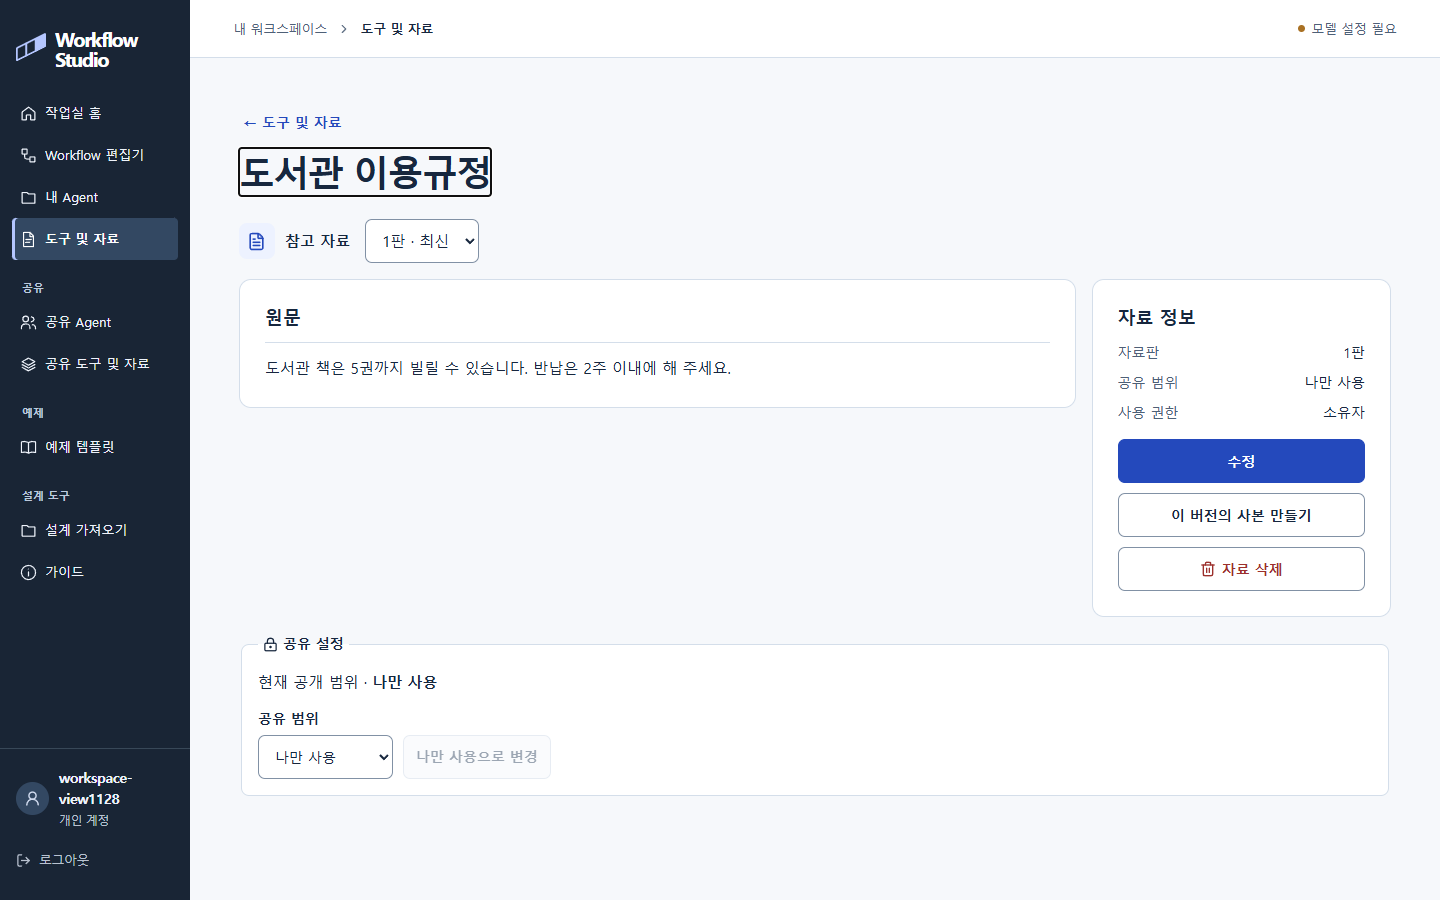 Workflow
Studio
작업실 홈
Workflow 편집기
내 Agent
도구 및 자료
공유
공유 Agent
공유 도구 및 자료
예제
예제 템플릿
설계 도구
설계 가져오기
가이드
workspace-
view1128
개인 계정
로그아웃
내 워크스페이스 > 도구 및 자료
모델 설정 필요
← 도구 및 자료
도서관 이용규정
참고 자료
1판 · 최신
원문
도서관 책은 5권까지 빌릴 수 있습니다. 반납은 2주 이내에 해 주세요.
자료 정보
자료판 1판
공유 범위 나만 사용
사용 권한 소유자
수정
이 버전의 사본 만들기
자료 삭제
공유 설정
현재 공개 범위 · 나만 사용
공유 범위
나만 사용
나만 사용으로 변경